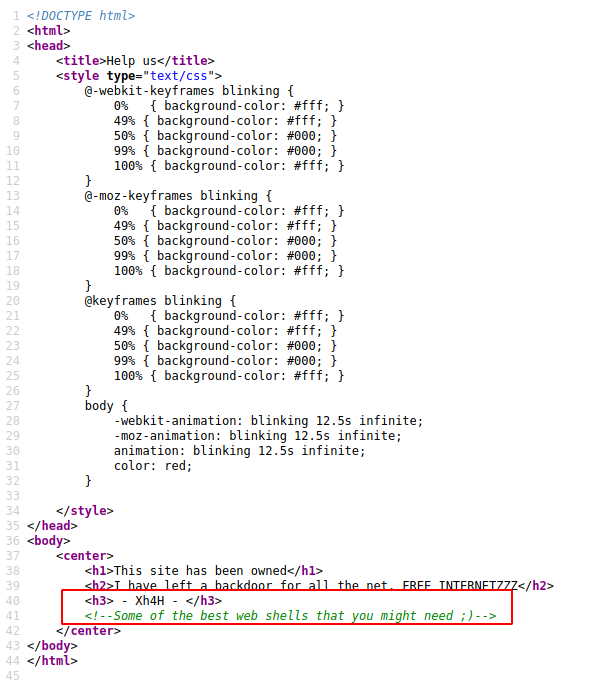 1 <!DOCTYPE html>
2 <html>
3 <head>
4     <title>Help us</title>
5     <style type="text/css">
6         @-webkit-keyframes blinking {
7             0%   { background-color: #fff; }
8             49% { background-color: #fff; }
9             50% { background-color: #000; }
10             99% { background-color: #000; }
11             100% { background-color: #fff; }
12         }
13         @-moz-keyframes blinking {
14             0%   { background-color: #fff; }
15             49% { background-color: #fff; }
16             50% { background-color: #000; }
17             99% { background-color: #000; }
18             100% { background-color: #fff; }
19         }
20         @keyframes blinking {
21             0%   { background-color: #fff; }
22             49% { background-color: #fff; }
23             50% { background-color: #000; }
24             99% { background-color: #000; }
25             100% { background-color: #fff; }
26         }
27         body {
28             -webkit-animation: blinking 12.5s infinite;
29             -moz-animation: blinking 12.5s infinite;
30             animation: blinking 12.5s infinite;
31             color: red;
32         }
33
34     </style>
35 </head>
36 <body>
37     <center>
38         <h1>This site has been owned</h1>
39         <h2>I have left a backdoor for all the net. FREE INTERNETZZZ</h2>
40         <h3> - Xh4H - </h3>
41         <!--Some of the best web shells that you might need ;)-->
42     </center>
43 </body>
44 </html>
45